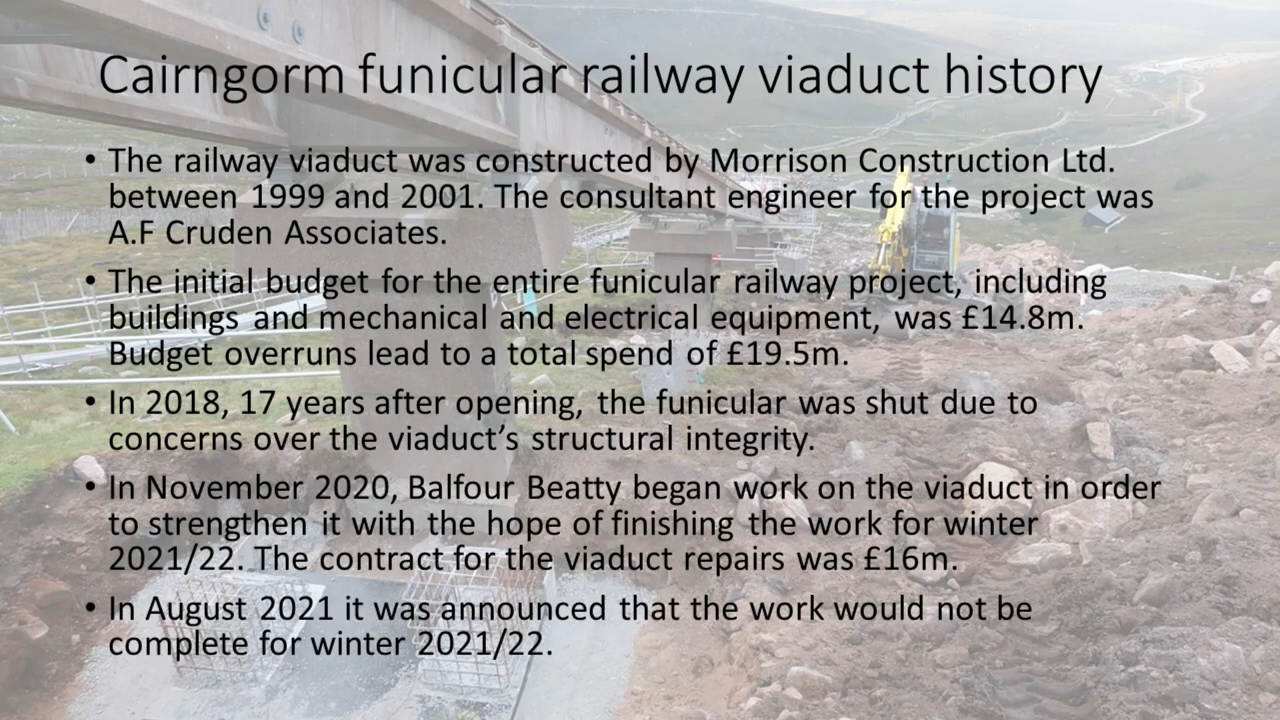 Cairngorm funicular railway viaduct history
• The railway viaduct was constructed by Morrison Construction Ltd.
between 1999 and 2001. The consultant engineer for the project was
A.F Cruden Associates.
• The initial budget for the entire funicular railway project, including
buildings and mechanical and electrical equipment, was £14.8m.
Budget overruns lead to a total spend of £19.5m.
• In 2018, 17 years after opening, the funicular was shut due to
concerns over the viaduct’s structural integrity.
• In November 2020, Balfour Beatty began work on the viaduct in order
to strengthen it with the hope of finishing the work for winter
2021/22. The contract for the viaduct repairs was £16m.
• In August 2021 it was announced that the work would not be
complete for winter 2021/22.